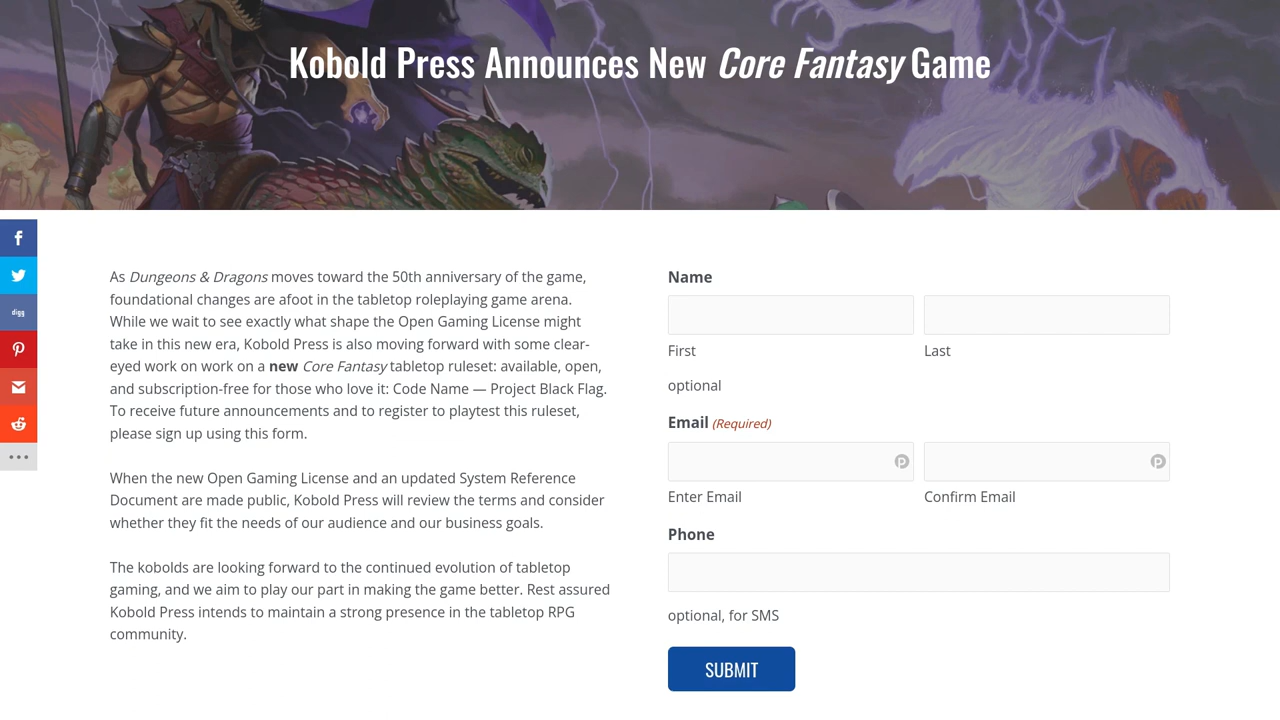 Kobold Press Announces New Core Fantasy Game
As Dungeons & Dragons moves toward the 50th anniversary of the game,
foundational changes are afoot in the tabletop roleplaying game arena.
While we wait to see exactly what shape the Open Gaming License might
take in this new era, Kobold Press is also moving forward with some clear-
eyed work on work on a new Core Fantasy tabletop ruleset: available, open,
and subscription-free for those who love it: Code Name — Project Black Flag.
To receive future announcements and to register to playtest this ruleset,
please sign up using this form.
When the new Open Gaming License and an updated System Reference
Document are made public, Kobold Press will review the terms and consider
whether they fit the needs of our audience and our business goals.
The kobolds are looking forward to the continued evolution of tabletop
gaming, and we aim to play our part in making the game better. Rest assured
Kobold Press intends to maintain a strong presence in the tabletop RPG
community.
Name
First Last
optional
Email (Required)
Enter Email Confirm Email
Phone
optional, for SMS
SUBMIT
digg